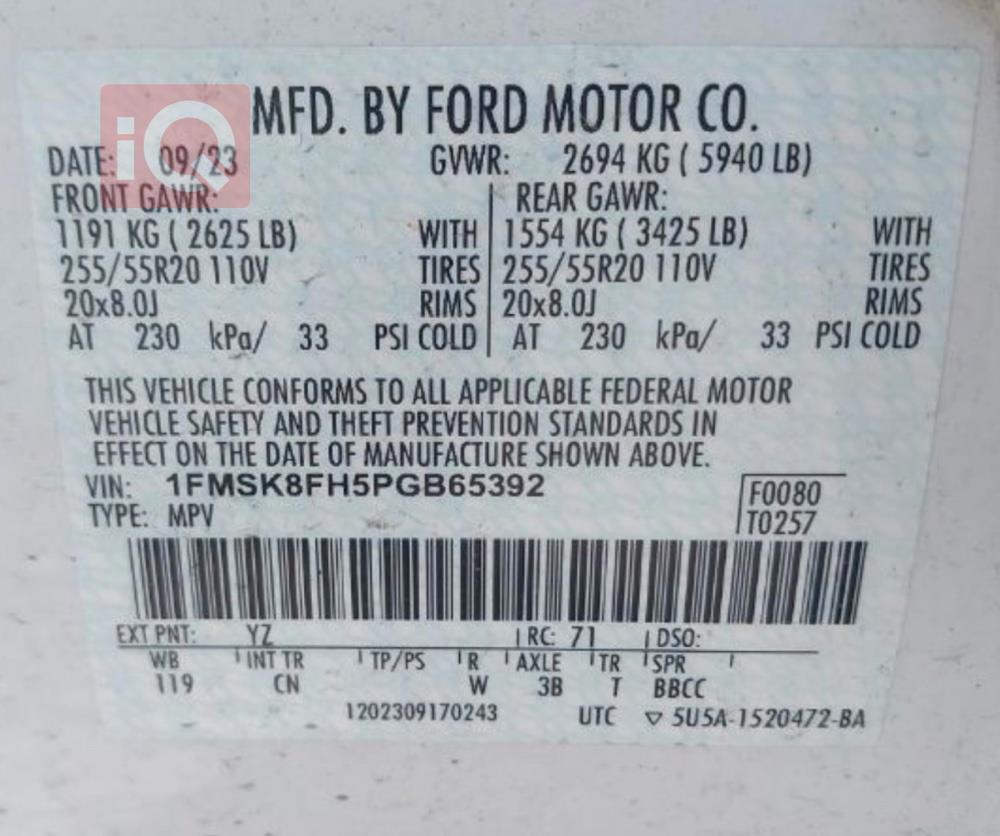 iQ
MFD. BY FORD MOTOR CO.
DATE: 09/23 GVWR: 2694 KG ( 5940 LB)
FRONT GAWR: REAR GAWR:
1191 KG ( 2625 LB) WITH 1554 KG ( 3425 LB) WITH
255/55R20 110V TIRES 255/55R20 110V TIRES
20x8.0J RIMS 20x8.0J RIMS
AT 230 kPa/ 33 PSI COLD AT 230 kPa/ 33 PSI COLD
THIS VEHICLE CONFORMS TO ALL APPLICABLE FEDERAL MOTOR
VEHICLE SAFETY AND THEFT PREVENTION STANDARDS IN
EFFECT ON THE DATE OF MANUFACTURE SHOWN ABOVE.
VIN: 1FMSK8FH5PGB65392 F0080
TYPE: MPV T0257
EXT PNT: YZ RC: 71 DSO:
WB INT TR TP/PS R AXLE TR SPR
119 CN W 3B T BBCC
1202309170243 UTC ▽ 5U5A-1520472-BA